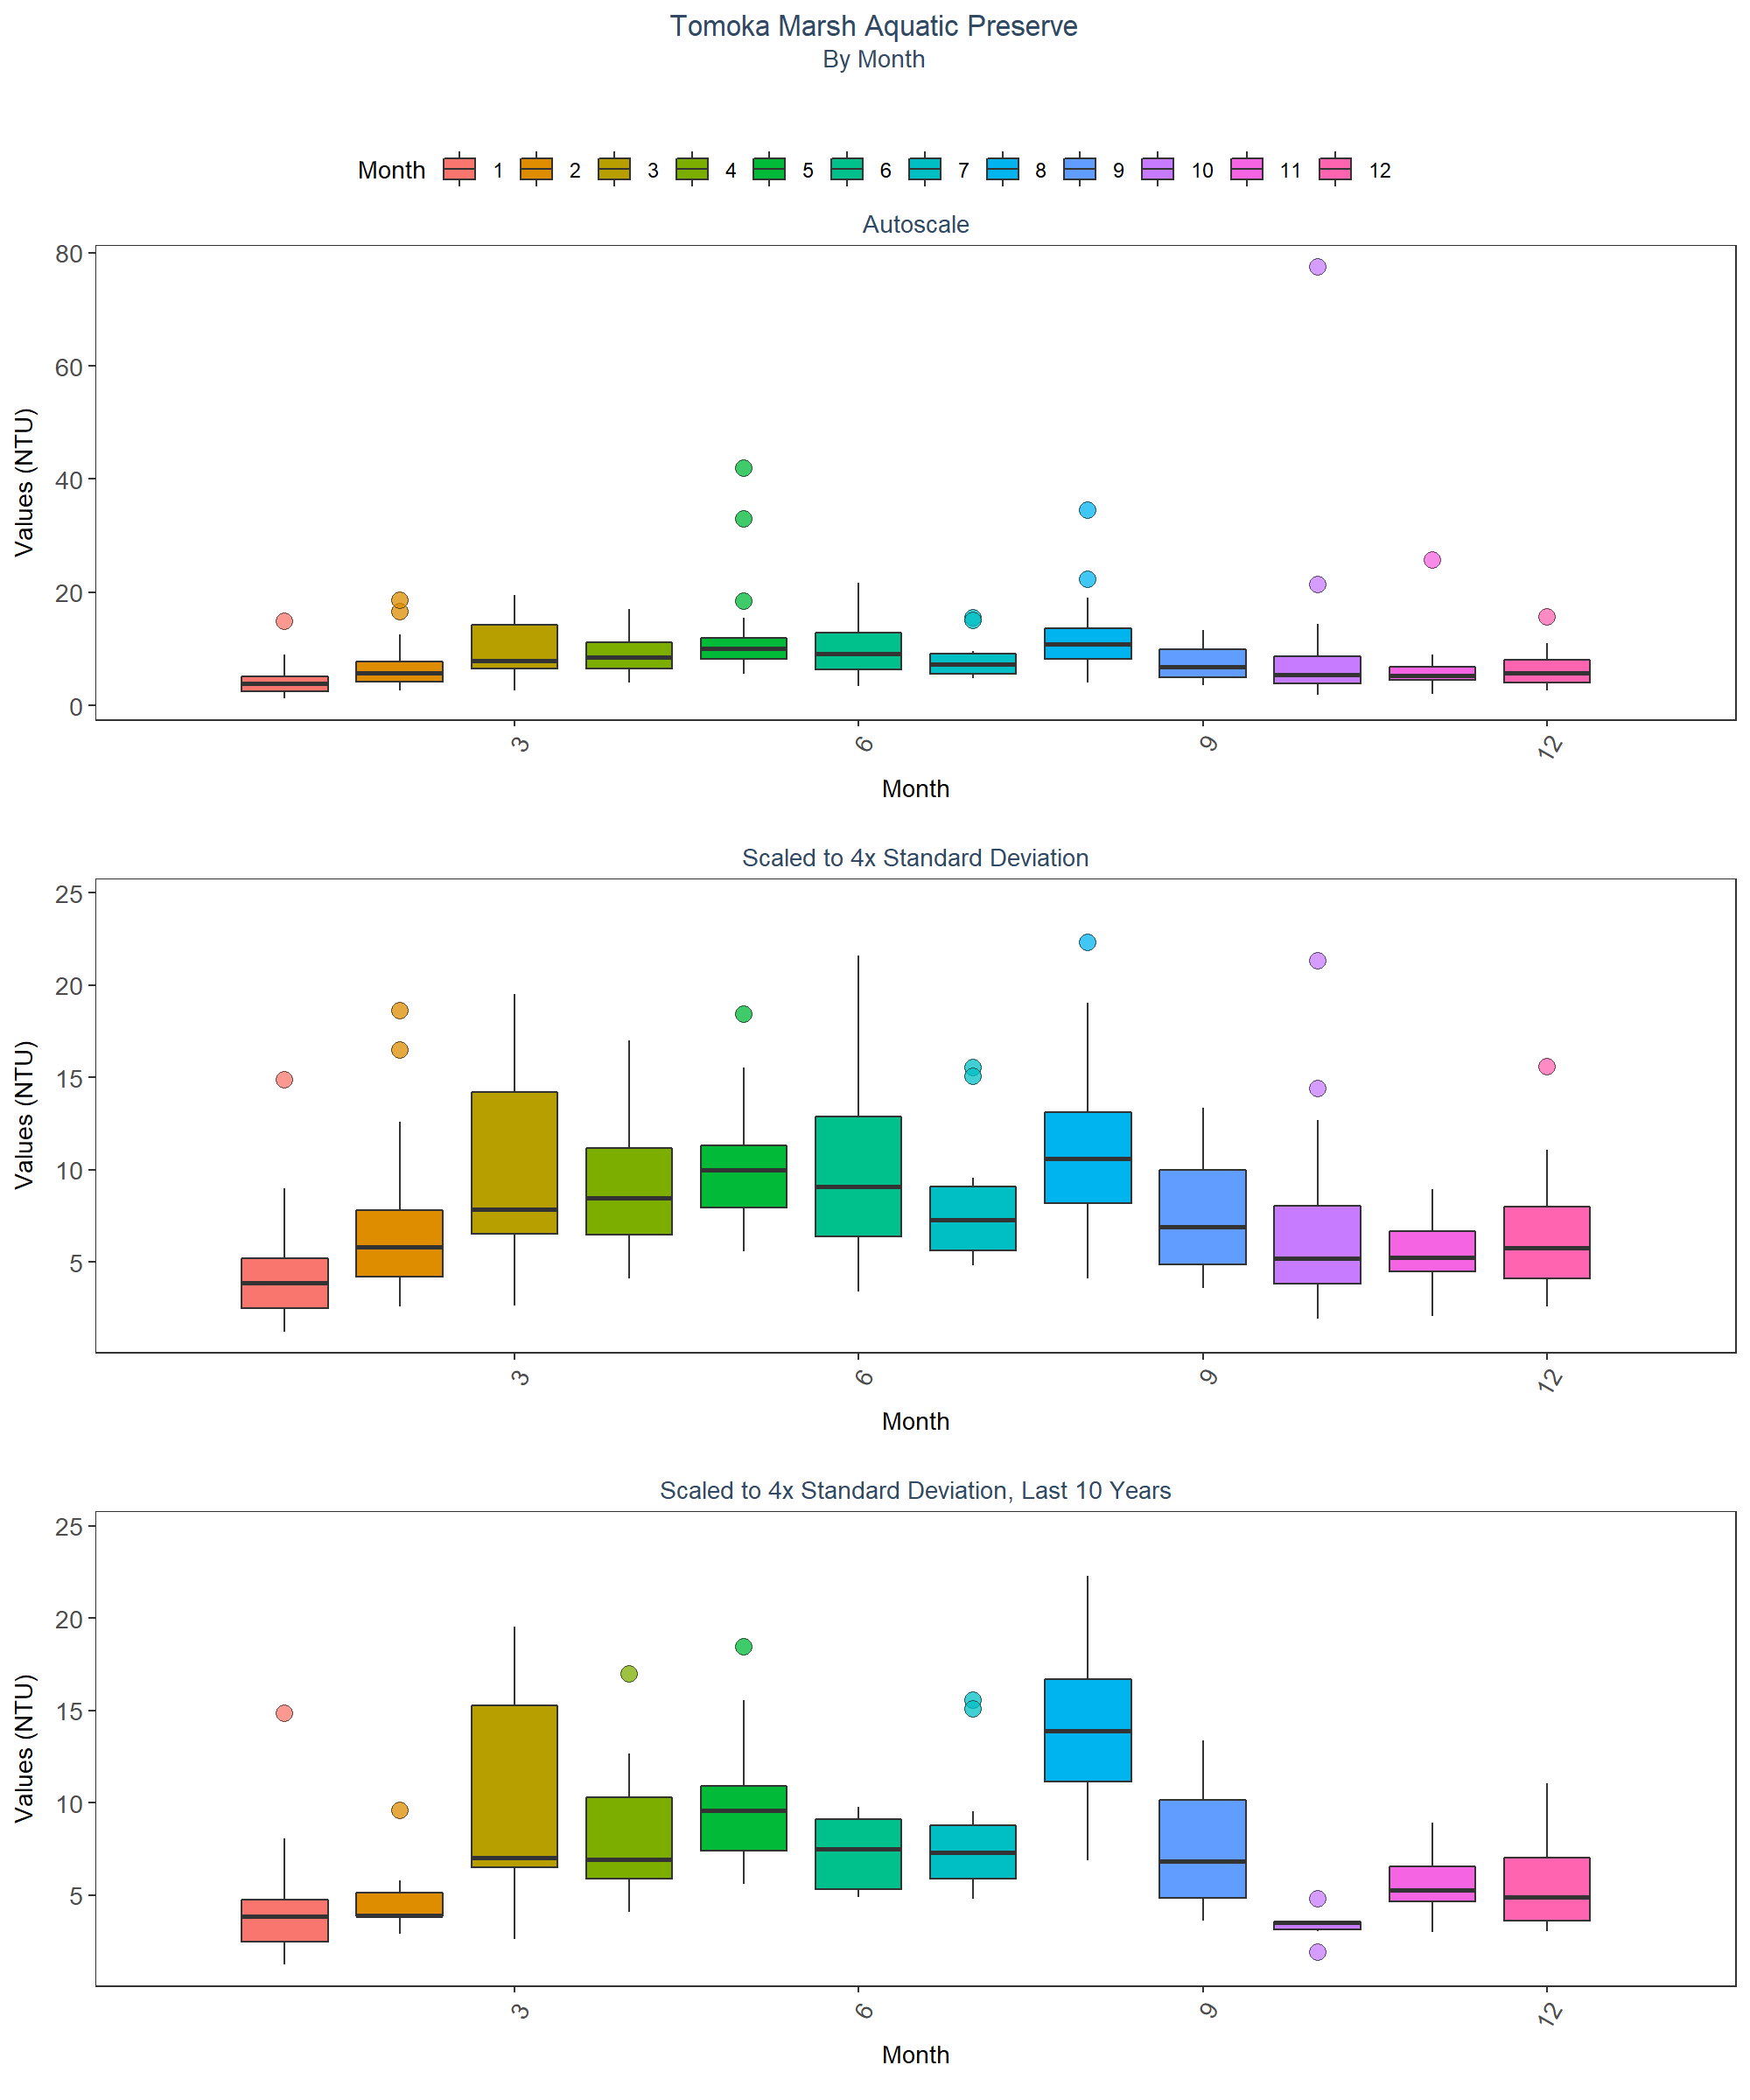 Tomoka Marsh Aquatic Preserve
By Month
Month 1 2 3 4 5 6 7 8 9 10 11 12
Autoscale
80
60
40
20
0
Values (NTU)
3 6 9 12
Month
Scaled to 4x Standard Deviation
25
20
15
10
5
Values (NTU)
3 6 9 12
Month
Scaled to 4x Standard Deviation, Last 10 Years
25
20
15
10
5
Values (NTU)
3 6 9 12
Month